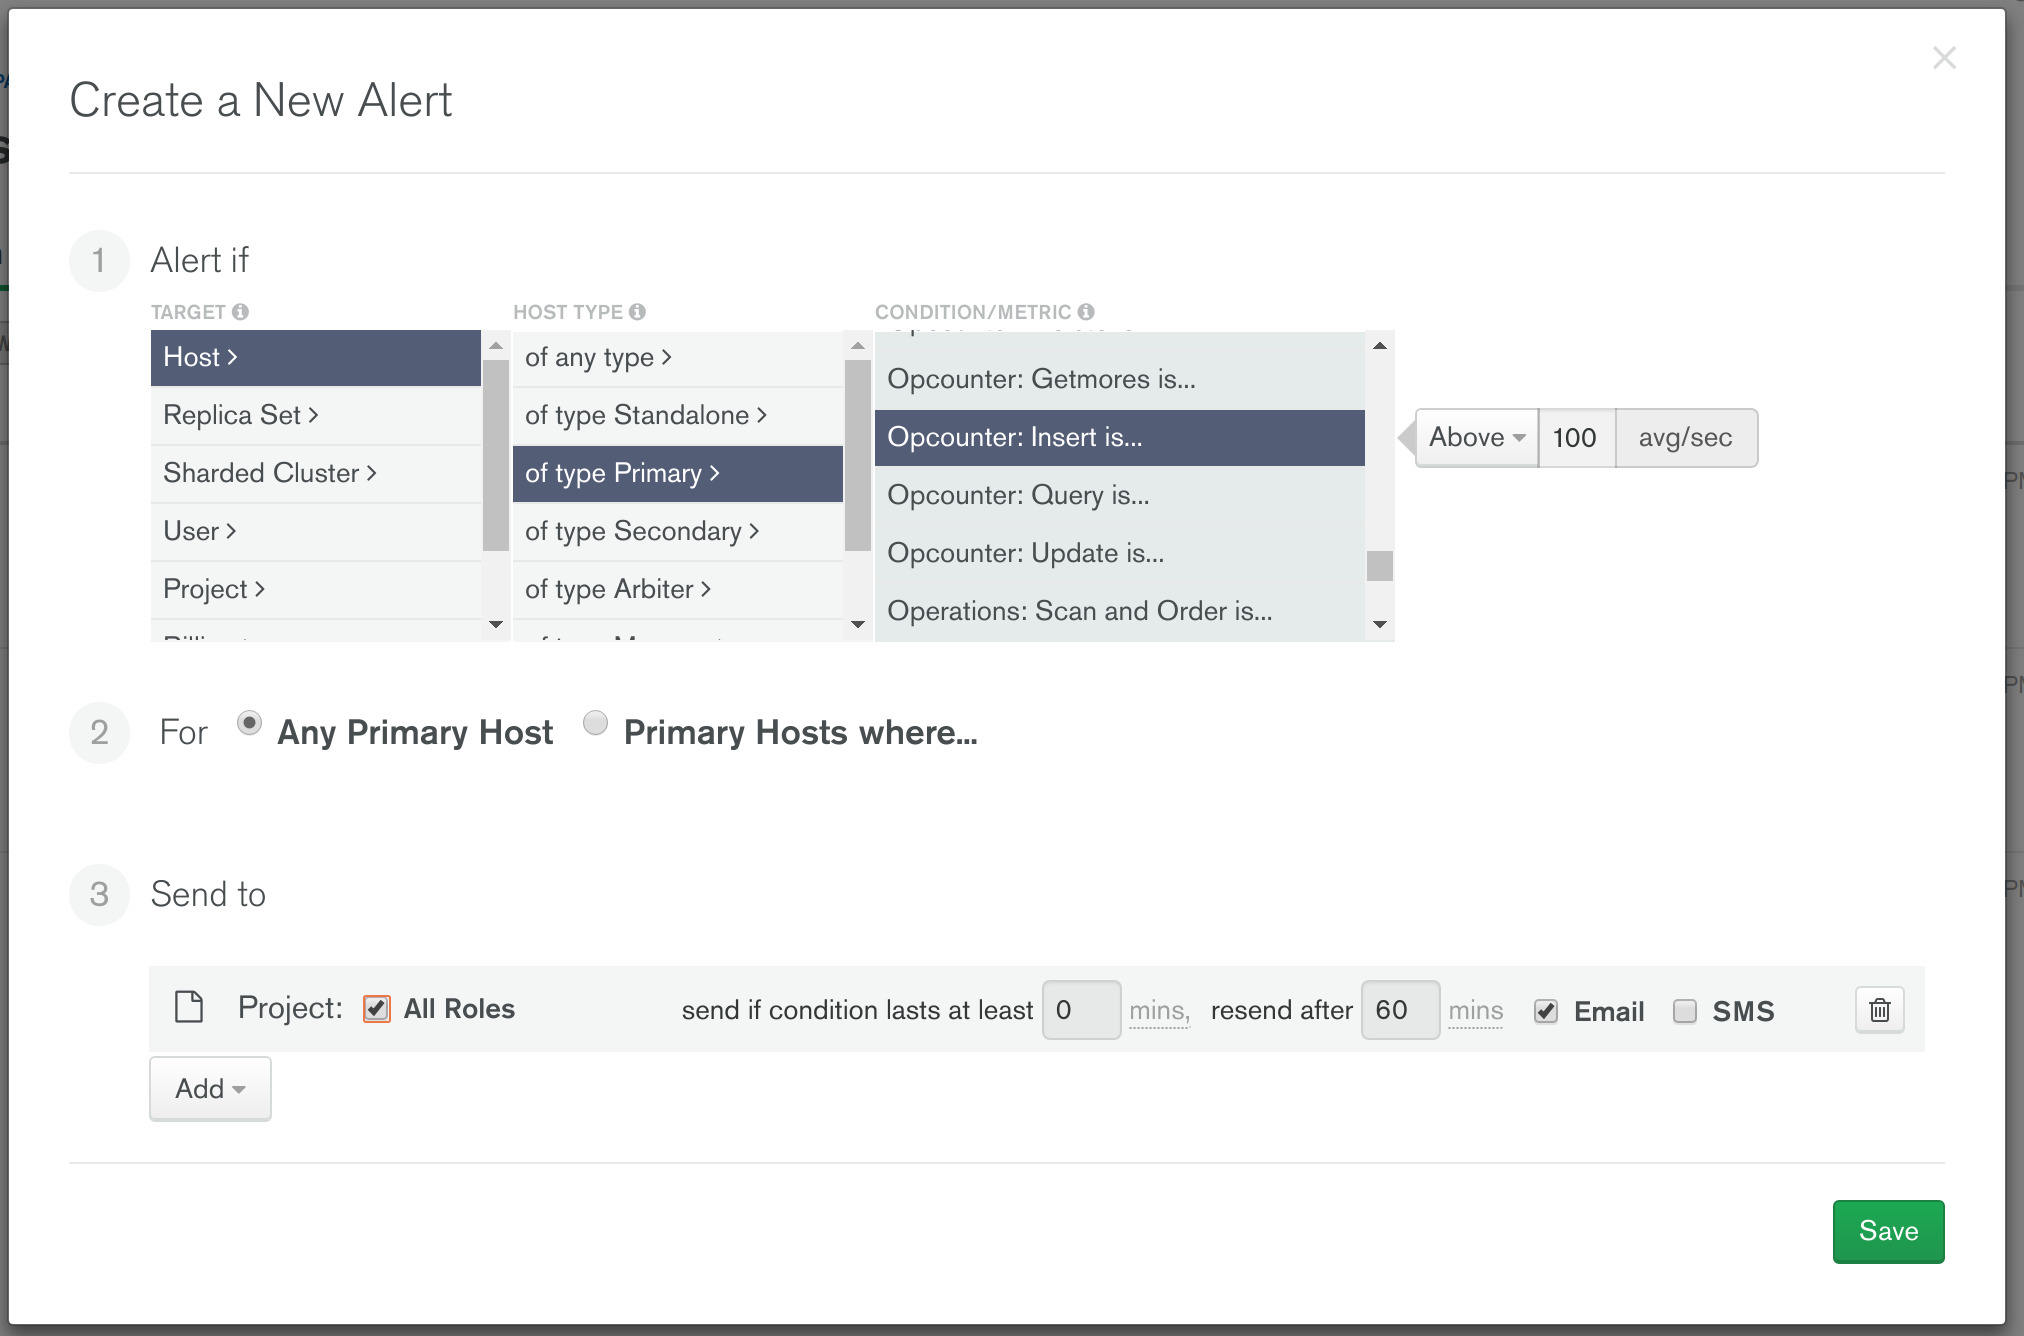 Create a New Alert
1 Alert if
TARGET HOST TYPE CONDITION/METRIC
Host >
Replica Set >
Sharded Cluster >
User >
Project >
of any type >
of type Standalone >
of type Primary >
of type Secondary >
of type Arbiter >
Opcounter: Getmores is...
Opcounter: Insert is...
Opcounter: Query is...
Opcounter: Update is...
Operations: Scan and Order is...
Above 100 avg/sec
2 For Any Primary Host Primary Hosts where...
3 Send to
Project: All Roles send if condition lasts at least 0 mins, resend after 60 mins Email SMS
Add
Save